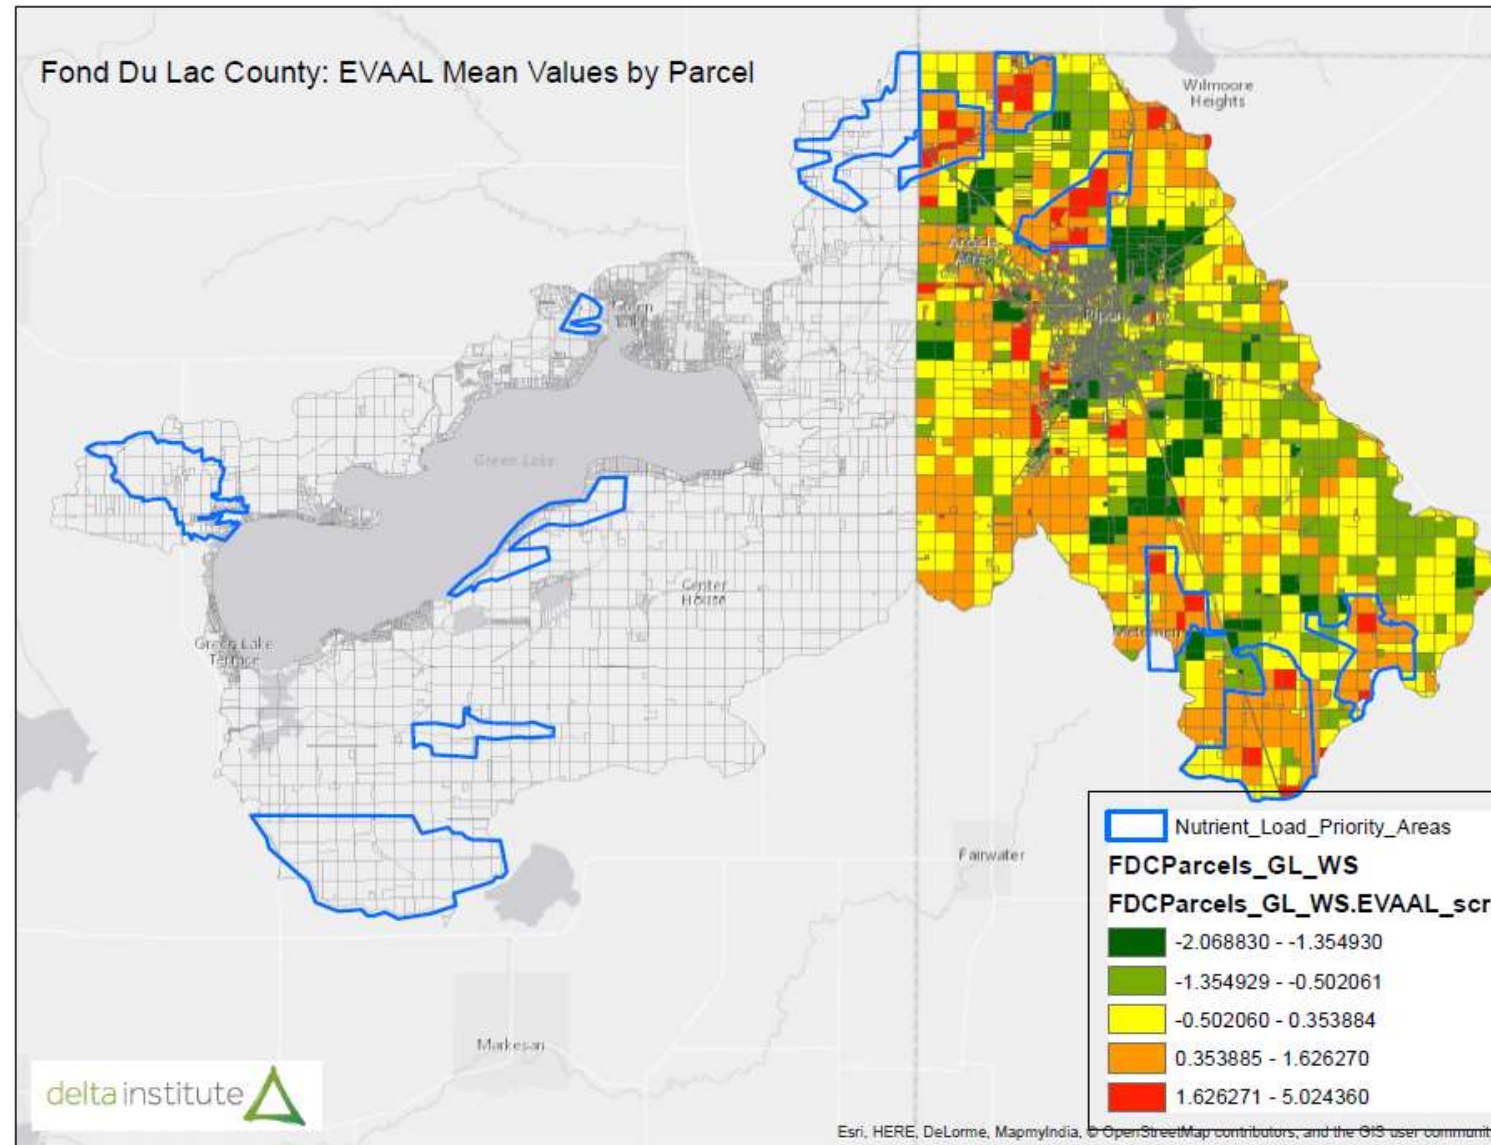 Fond Du Lac County: EVAAL Mean Values by Parcel
Wilmoore
Heights
Ripon
Green Lake
Center
House
Green Lake
Terrace
Fairwater
Markesan
Nutrient_Load_Priority_Areas
FDCParcels_GL_WS
FDCParcels_GL_WS.EVAAL_scr
-2.068830 - -1.354930
-1.354929 - -0.502061
-0.502060 - 0.353884
0.353885 - 1.626270
1.626271 - 5.024360
delta institute
Esri, HERE, DeLorme, MapmyIndia, © OpenStreetMap contributors, and the GIS user communit